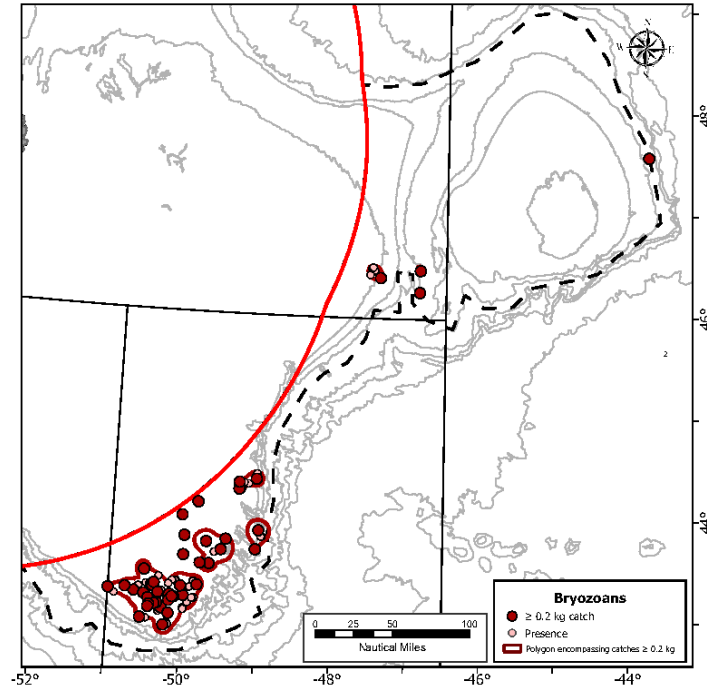 N
W E
S
48°
46°
44°
2
Bryozoans
≥ 0.2 kg catch
Presence
Polygon encompassing catches ≥ 0.2 kg
0 25 50 100
Nautical Miles
-52 -50 -48 -46 -44